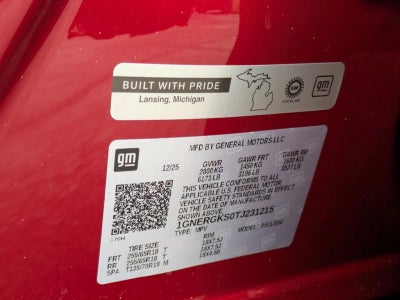 BUILT WITH PRIDE
Lansing, Michigan
gm
gm
MFD BY GENERAL MOTORS LLC
12/25
GVWR GAWR FRT GAWR RR
2800 KG 1450 KG 1600 KG
6173 LB 3196 LB 3527 LB
THIS VEHICLE CONFORMS TO ALL
APPLICABLE U.S. FEDERAL MOTOR
VEHICLE SAFETY STANDARDS IN EFFECT
ON THE DATE OF MANUFACTURE
SHOWN ABOVE.
1GNERGKS0TJ231215
TYPE: MPV
TIRE SIZE RIM
FRT 255/65R18 T 18X7.5J
RR 255/65R18 T 18X7.5J
SPA T135/70R18 M 18X4.5B